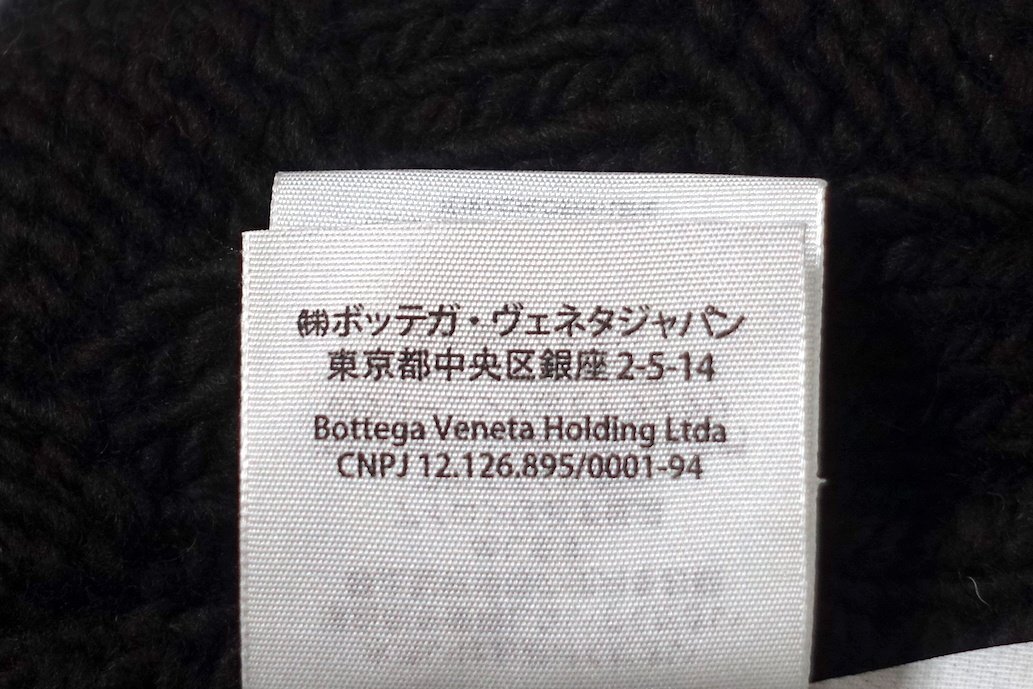 ㈱ボッテガ・ヴェネタジャパン
東京都中央区銀座 2-5-14
Bottega Veneta Holding Ltda
CNPJ 12.126.895/0001-94